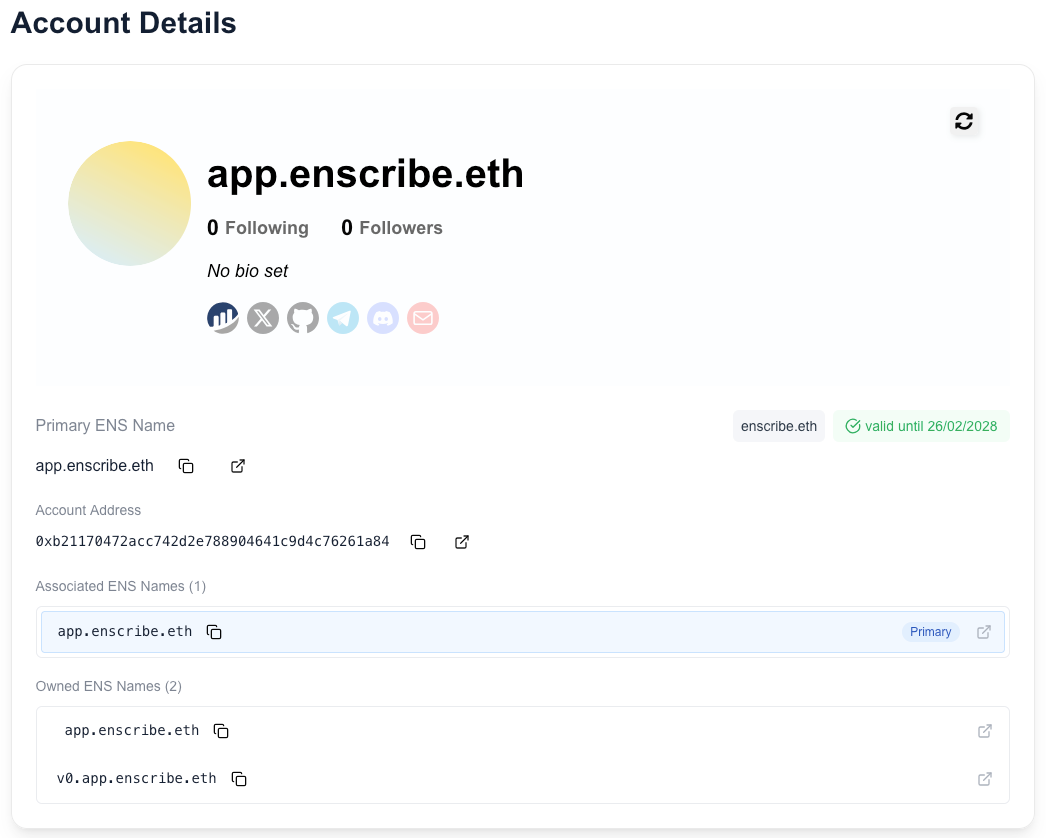 Account Details
app.enscribe.eth
0 Following 0 Followers
No bio set
Primary ENS Name enscribe.eth valid until 26/02/2028
app.enscribe.eth
Account Address
0xb21170472acc742d2e788904641c9d4c76261a84
Associated ENS Names (1)
app.enscribe.eth Primary
Owned ENS Names (2)
app.enscribe.eth
v0.app.enscribe.eth